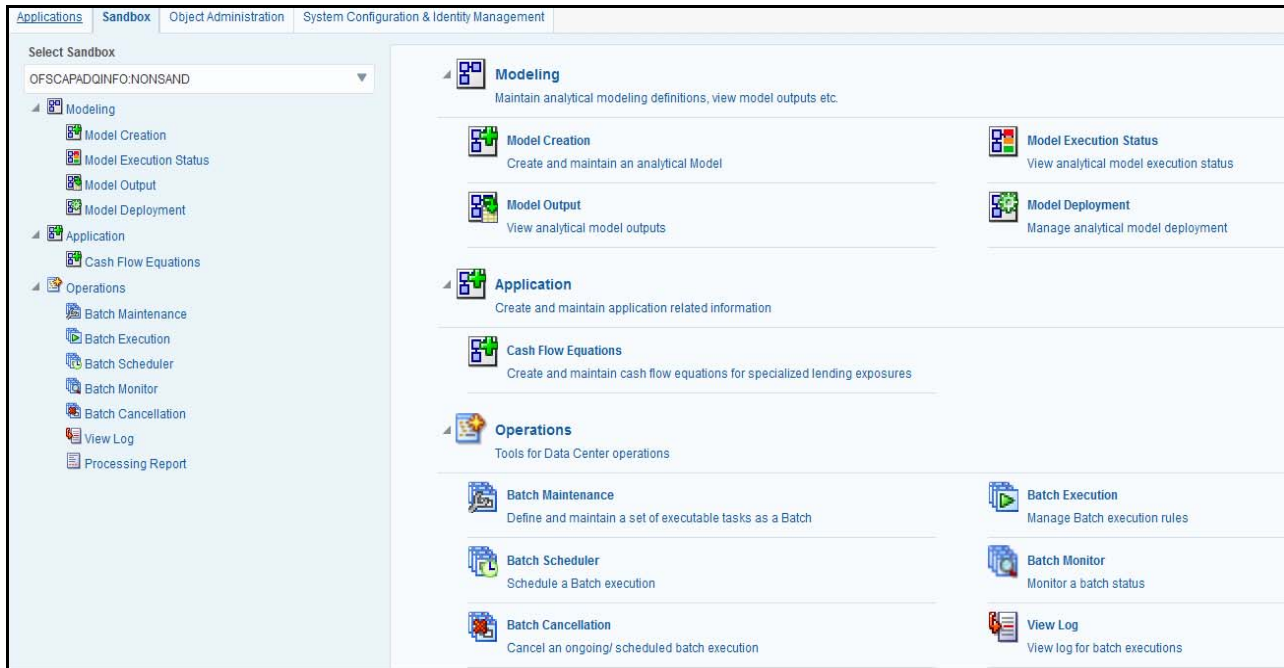 Applications Sandbox Object Administration System Configuration & Identity Management
Select Sandbox
OFSCAPADQINFO:NONSAND
Modeling
Model Creation
Model Execution Status
Model Output
Model Deployment
Application
Cash Flow Equations
Operations
Batch Maintenance
Batch Execution
Batch Scheduler
Batch Monitor
Batch Cancellation
View Log
Processing Report
Modeling
Maintain analytical modeling definitions, view model outputs etc.
Model Creation
Create and maintain an analytical Model
Model Execution Status
View analytical model execution status
Model Output
View analytical model outputs
Model Deployment
Manage analytical model deployment
Application
Create and maintain application related information
Cash Flow Equations
Create and maintain cash flow equations for specialized lending exposures
Operations
Tools for Data Center operations
Batch Maintenance
Define and maintain a set of executable tasks as a Batch
Batch Execution
Manage Batch execution rules
Batch Scheduler
Schedule a Batch execution
Batch Monitor
Monitor a batch status
Batch Cancellation
Cancel an ongoing/ scheduled batch execution
View Log
View log for batch executions